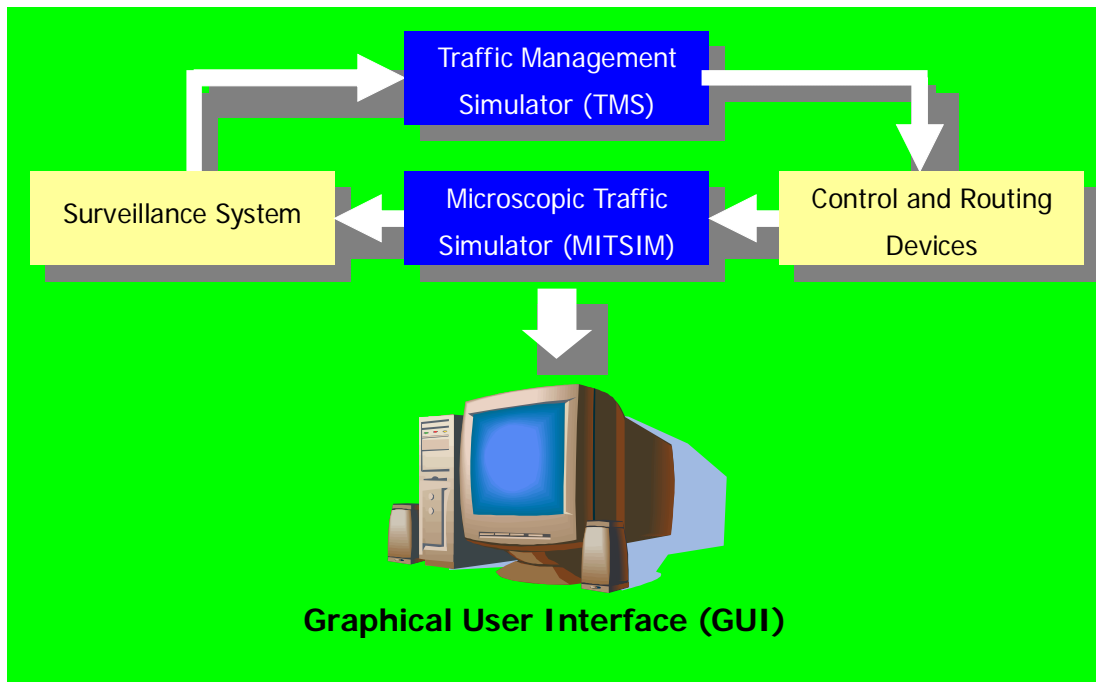 Traffic Management
Simulator (TMS)
Surveillance System
Microscopic Traffic
Simulator (MITSIM)
Control and Routing
Devices
Graphical User Interface (GUI)